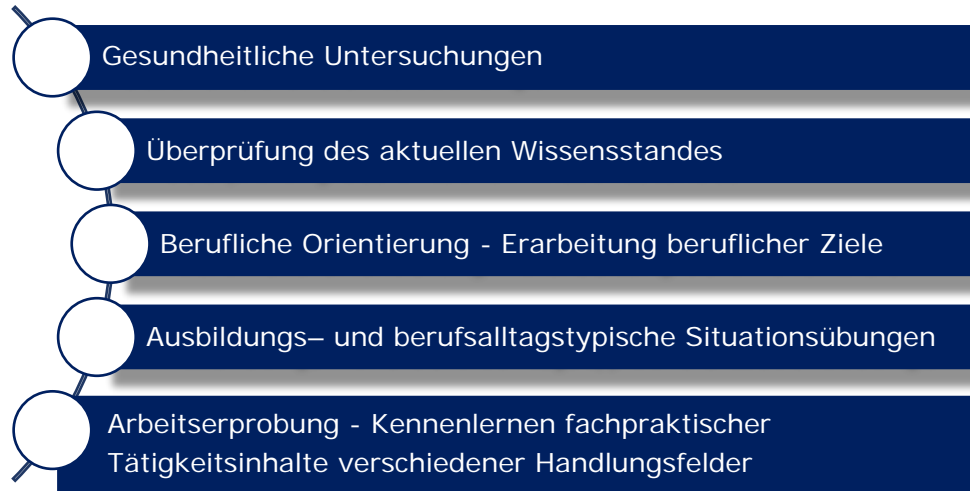 Gesundheitliche Untersuchungen
Überprüfung des aktuellen Wissensstandes
Berufliche Orientierung - Erarbeitung beruflicher Ziele
Ausbildungs– und berufsalltagstypische Situationsübungen
Arbeitserprobung - Kennenlernen fachpraktischer
Tätigkeitsinhalte verschiedener Handlungsfelder